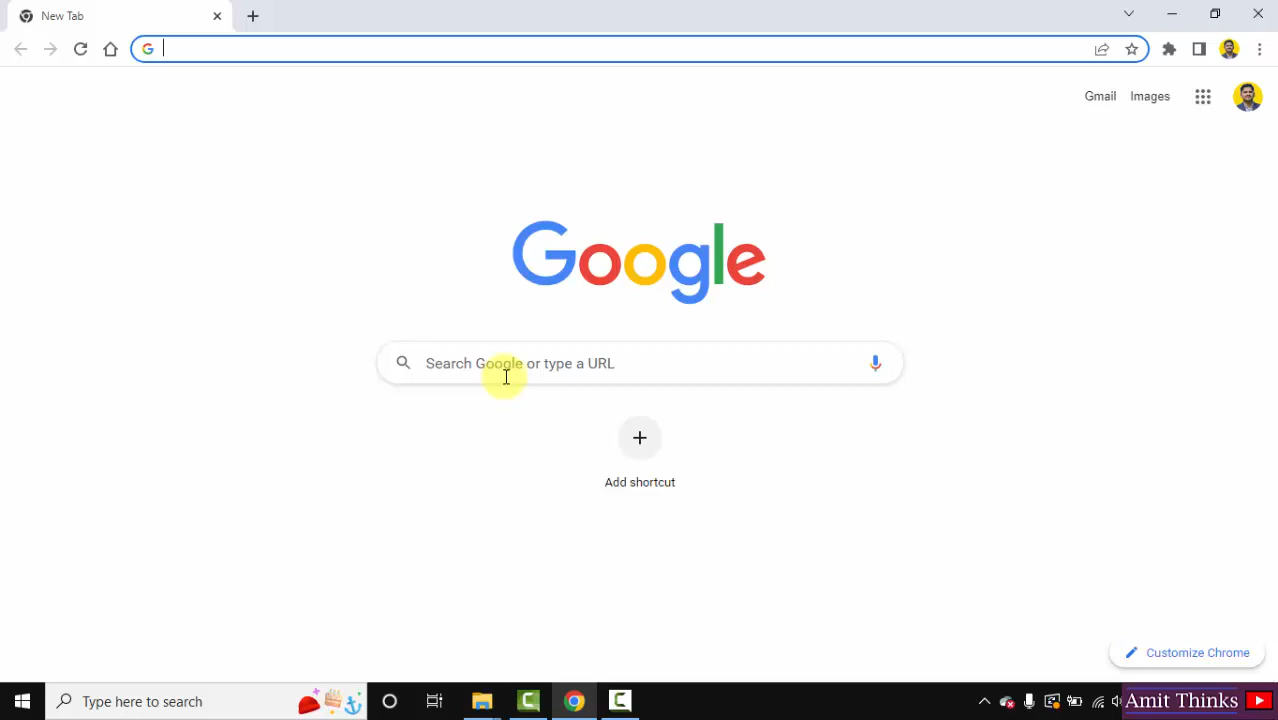 New Tab
Gmail Images
Google
Search Google or type a URL
Add shortcut
Customize Chrome
Type here to search
Amit Thinks